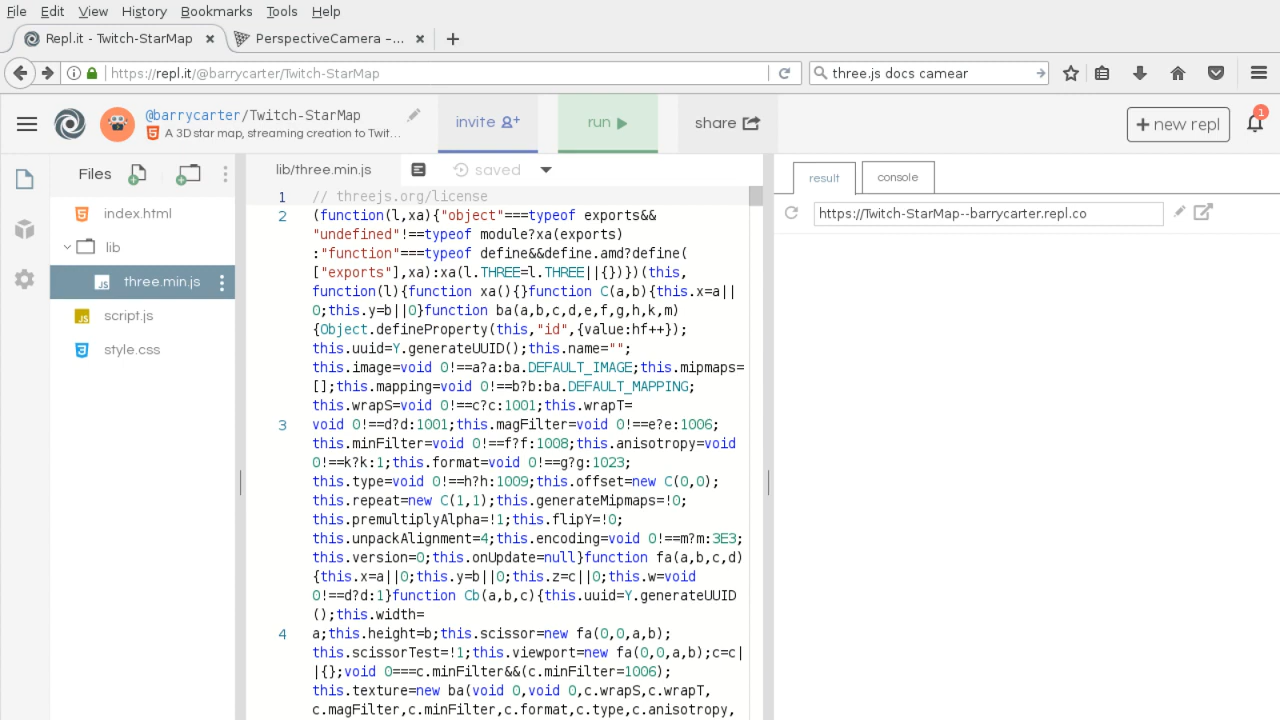 File Edit View History Bookmarks Tools Help
Repl.it - Twitch-StarMap × PerspectiveCamera –... × +
https://repl.it/@barrycarter/Twitch-StarMap
three.js docs camear
@barrycarter/Twitch-StarMap
A 3D star map, streaming creation to Twit...
invite
run
share
+ new repl
1
Files
lib/three.min.js
saved
result
console
index.html
lib
three.min.js
script.js
style.css
https://Twitch-StarMap--barrycarter.repl.co
1 // threejs.org/license
2 (function(l,xa){"object"===typeof exports&&
"undefined"!==typeof module?xa(exports)
:"function"===typeof define&&define.amd?define(
["exports"],xa):xa(l.THREE=l.THREE||{})})(this,
function(l){function xa(){}function C(a,b){this.x=a||
0;this.y=b||0}function ba(a,b,c,d,e,f,g,h,k,m)
{Object.defineProperty(this,"id",{value:hf++});
this.uuid=Y.generateUUID();this.name="";
this.image=void 0!==a?a:ba.DEFAULT_IMAGE;this.mipmaps=
[];this.mapping=void 0!==b?b:ba.DEFAULT_MAPPING;
this.wrapS=void 0!==c?c:1001;this.wrapT=
3 void 0!==d?d:1001;this.magFilter=void 0!==e?e:1006;
this.minFilter=void 0!==f?f:1008;this.anisotropy=void
0!==k?k:1;this.format=void 0!==g?g:1023;
this.type=void 0!==h?h:1009;this.offset=new C(0,0);
this.repeat=new C(1,1);this.generateMipmaps=!0;
this.premultiplyAlpha=!1;this.flipY=!0;
this.unpackAlignment=4;this.encoding=void 0!==m?m:3E3;
this.version=0;this.onUpdate=null}function fa(a,b,c,d)
{this.x=a||0;this.y=b||0;this.z=c||0;this.w=void
0!==d?d:1}function Cb(a,b,c){this.uuid=Y.generateUUID
();this.width=
4 a;this.height=b;this.scissor=new fa(0,0,a,b);
this.scissorTest=!1;this.viewport=new fa(0,0,a,b);c=c|
|{};void 0===c.minFilter&&(c.minFilter=1006);
this.texture=new ba(void 0,void 0,c.wrapS,c.wrapT,
c.magFilter,c.minFilter,c.format,c.type,c.anisotropy,